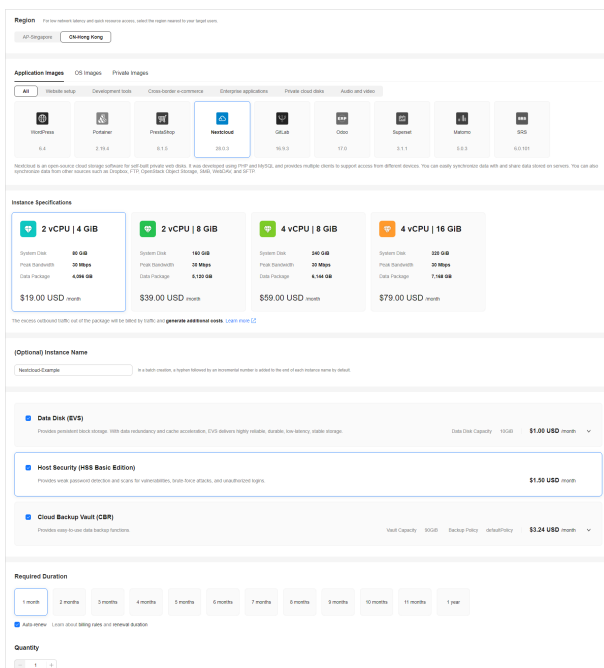 Region For low network latency and quick resource access, select the region nearest to your target users.
AP-Singapore CN-Hong Kong
Application Images OS Images Private Images
All Website setup Development tools Cross-border e-commerce Enterprise applications Private cloud disks Audio and video
WordPress Portainer PrestaShop Nextcloud GitLab Odoo Superset Matomo SRS
6.4 2.19.4 8.1.3 28.0.3 16.9.3 17.0 3.1.1 5.0.3 6.0.101
Nextcloud is an open-source cloud storage software for self-built private web disks. It was developed using PHP and MySQL and provides multiple clients to support access from different devices. You can easily synchronize data with and share data stored on servers. You can also
synchronize data from other sources such as Dropbox, FTP, OpenStack Object Storage, SMB, WebDAV, and SFTP.
Instance Specifications
2 vCPU | 4 GiB 2 vCPU | 8 GiB 4 vCPU | 8 GiB 4 vCPU | 16 GiB
System Disk 80 GiB System Disk 160 GiB System Disk 240 GiB System Disk 320 GiB
Peak Bandwidth 30 Mbps Peak Bandwidth 30 Mbps Peak Bandwidth 30 Mbps Peak Bandwidth 30 Mbps
Data Package 4,096 GB Data Package 5,120 GB Data Package 6,144 GB Data Package 7,168 GB
$19.00 USD /month $39.00 USD /month $59.00 USD /month $79.00 USD /month
The excess outbound traffic out of the package will be billed by traffic and generate additional costs. Learn more
(Optional) Instance Name
Nextcloud-Example In a batch creation, a hyphen followed by an incremental number is added to the end of each instance name by default.
Data Disk (EVS)
Provides persistent block storage. With data redundancy and cache acceleration, EVS delivers highly reliable, durable, low-latency, stable storage. Data Disk Capacity 10GiB $1.00 USD /month
Host Security (HSS Basic Edition)
Provides weak password detection and scans for vulnerabilities, brute force attacks, and unauthorized logins. $1.50 USD /month
Cloud Backup Vault (CBR)
Provides easy-to-use data backup functions. Vault Capacity 90GiB Backup Policy defaultPolicy $3.24 USD /month
Required Duration
1 month 2 months 3 months 4 months 5 months 6 months 7 months 8 months 9 months 10 months 11 months 1 year
Auto-renew Learn about billing rules and renewal duration
Quantity